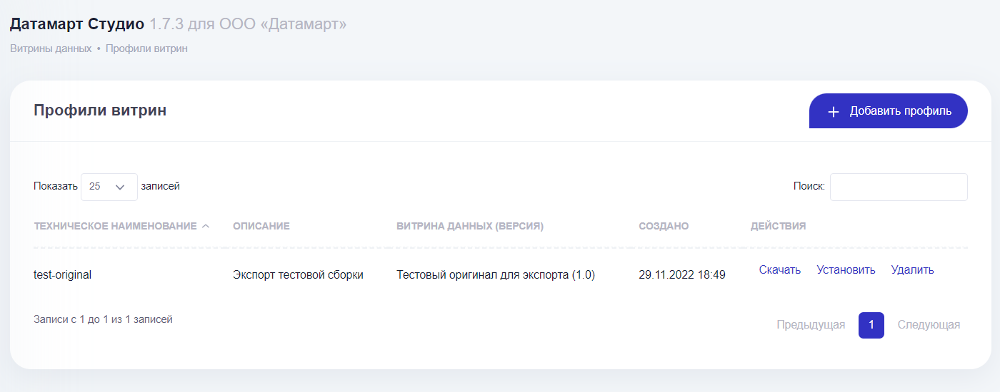 Датамарт Студио 1.7.3 для ООО «Датамарт»
Витрины данных • Профили витрин
Профили витрин
+ Добавить профиль
Показать 25 записей
Поиск:
ТЕХНИЧЕСКОЕ НАИМЕНОВАНИЕ ОПИСАНИЕ ВИТРИНА ДАННЫХ (ВЕРСИЯ) СОЗДАНО ДЕЙСТВИЯ
test-original Экспорт тестовой сборки Тестовый оригинал для экспорта (1.0) 29.11.2022 18:49 Скачать Установить Удалить
Записи с 1 до 1 из 1 записей
Предыдущая 1 Следующая